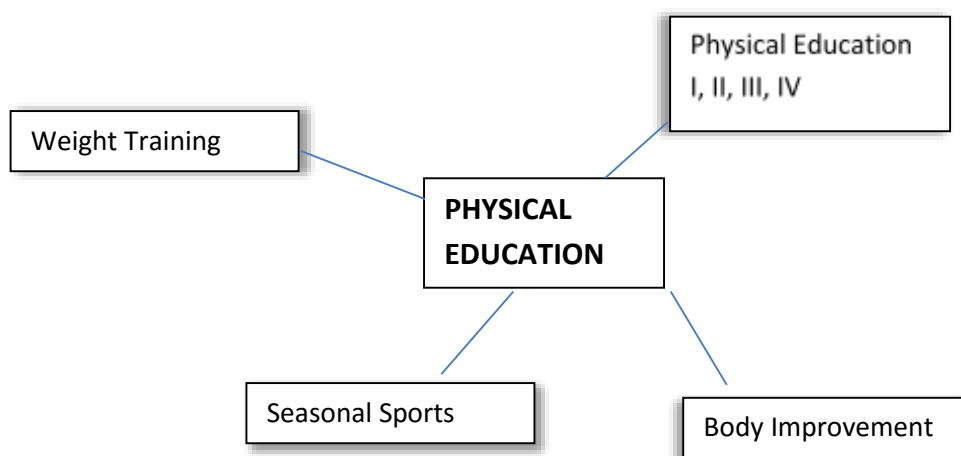 Physical Education
I, II, III, IV
Weight Training
PHYSICAL
EDUCATION
Seasonal Sports
Body Improvement